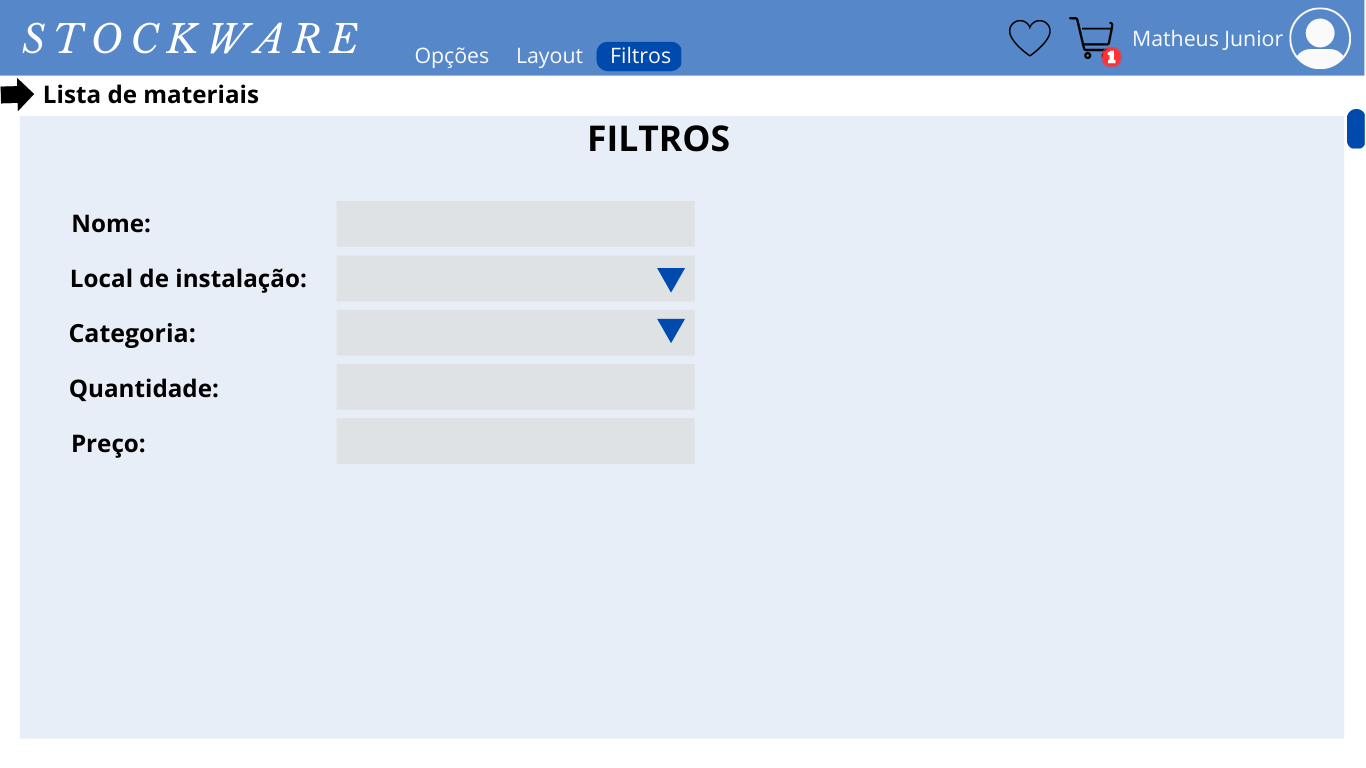 STOCKWARE
Opções Layout Filtros
1
Matheus Junior
Lista de materiais
FILTROS
Nome:
Local de instalação:
Categoria:
Quantidade:
Preço: